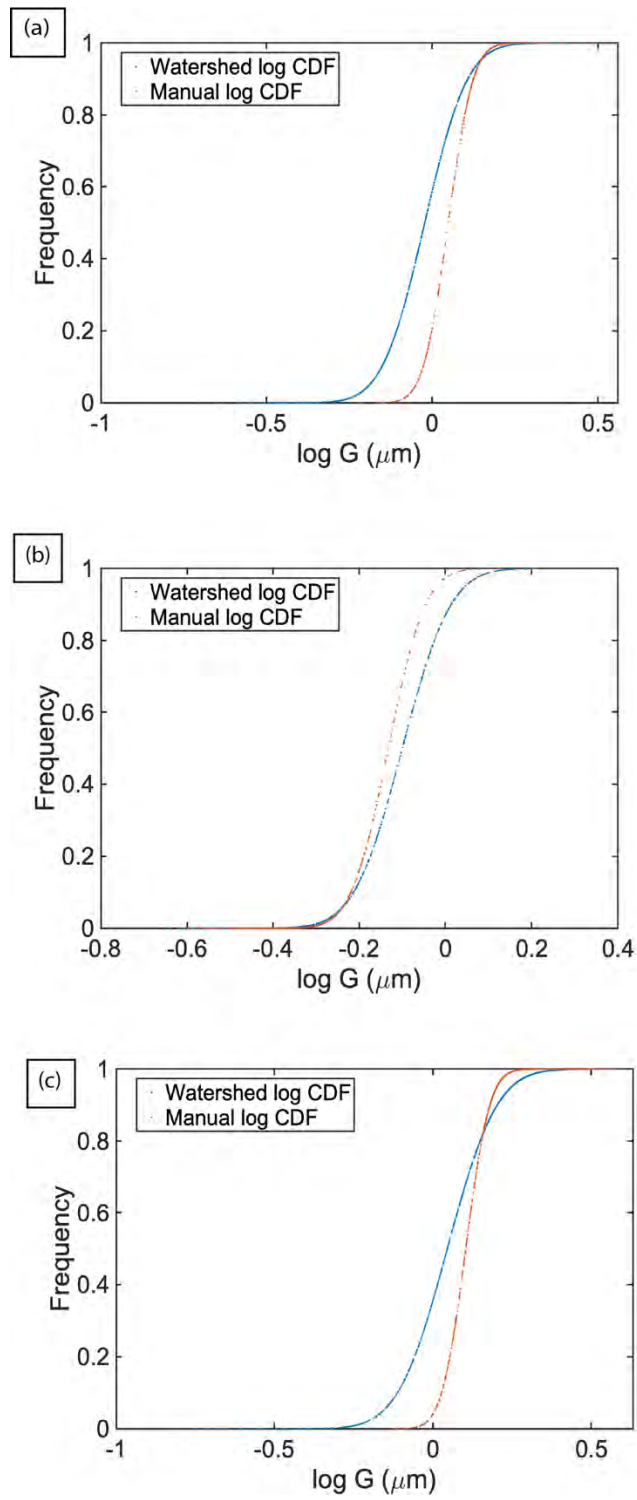 (a)
1
0.8
0.6
0.4
0.2
0
Frequency
Watershed log CDF
Manual log CDF
-1
-0.5
0
0.5
log G (μm)
(b)
1
0.8
0.6
0.4
0.2
0
Frequency
Watershed log CDF
Manual log CDF
-0.8
-0.6
-0.4
-0.2
0
0.2
0.4
log G (μm)
(c)
1
0.8
0.6
0.4
0.2
0
Frequency
Watershed log CDF
Manual log CDF
-1
-0.5
0
0.5
log G (μm)